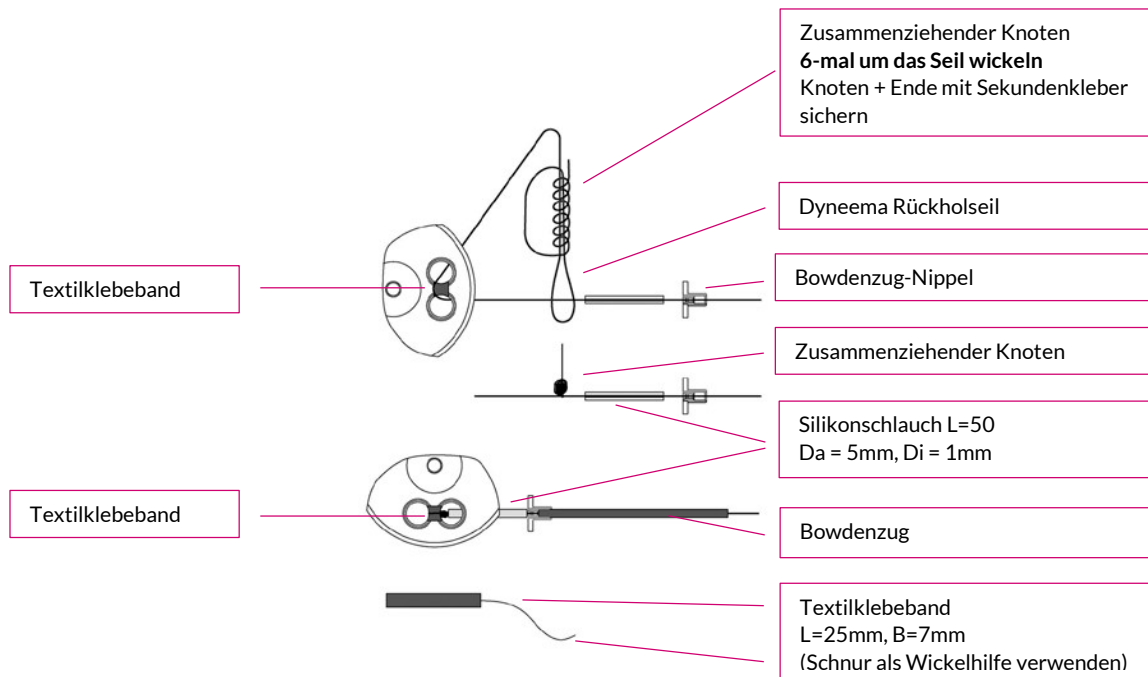 Zusammenziehender Knoten
6-mal um das Seil wickeln
Knoten + Ende mit Sekundenkleber
sichern
Dyneema Rückholseil
Textilklebeband
Bowdenzug-Nippel
Zusammenziehender Knoten
Silikonschlauch L=50
Da = 5mm, Di = 1mm
Textilklebeband
Bowdenzug
Textilklebeband
L=25mm, B=7mm
(Schnur als Wickelhilfe verwenden)